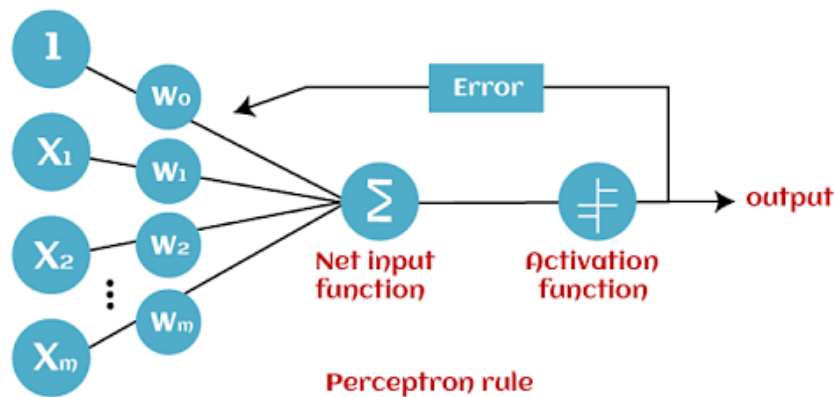 1
W₀
Error
X₁
W₁
output
X₂
W₂
Σ
Net input
function
Activation
function
Wₘ
Xₘ
Perceptron rule